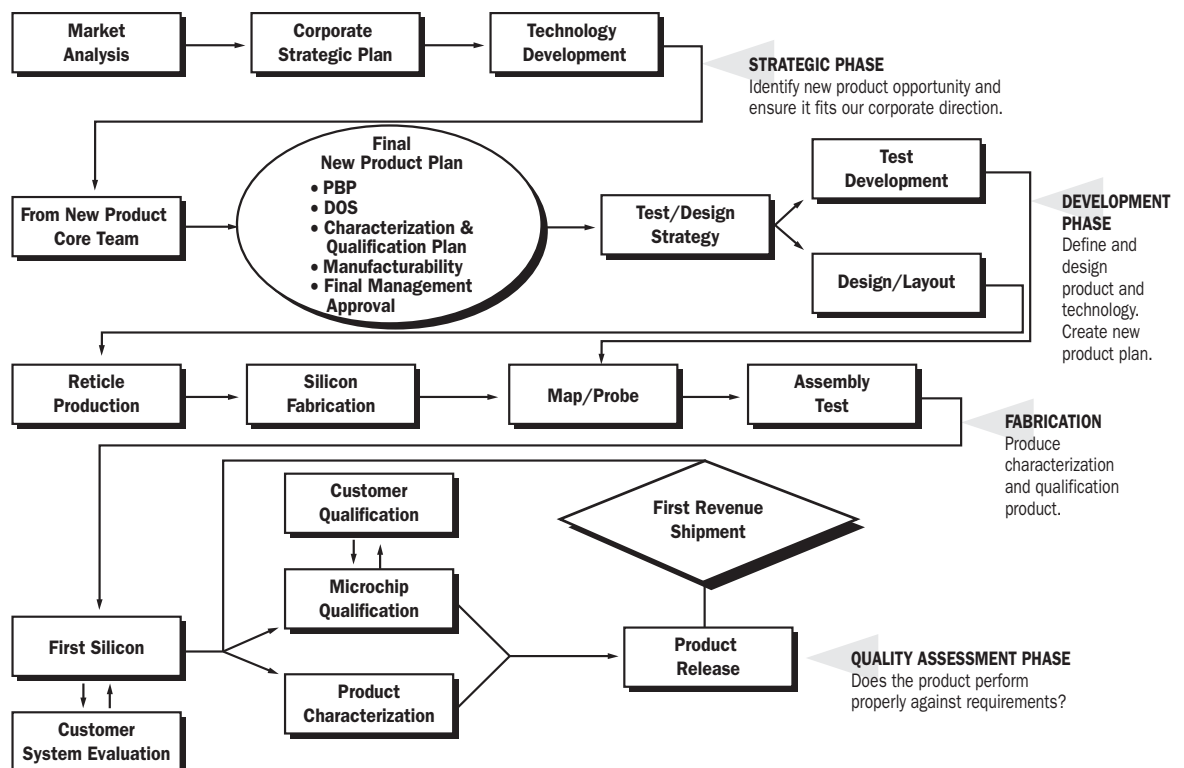 Market
Analysis
Corporate
Strategic Plan
Technology
Development
STRATEGIC PHASE
Identify new product opportunity and
ensure it fits our corporate direction.
From New Product
Core Team
Final
New Product Plan
• PBP
• DOS
• Characterization &
Qualification Plan
• Manufacturability
• Final Management
Approval
Test/Design
Strategy
Test
Development
Design/Layout
DEVELOPMENT
PHASE
Define and
design
product and
technology.
Create new
product plan.
Reticle
Production
Silicon
Fabrication
Map/Probe
Assembly
Test
FABRICATION
Produce
characterization
and qualification
product.
Customer
Qualification
First Revenue
Shipment
Microchip
Qualification
First Silicon
Product
Characterization
Product
Release
QUALITY ASSESSMENT PHASE
Does the product perform
properly against requirements?
Customer
System Evaluation